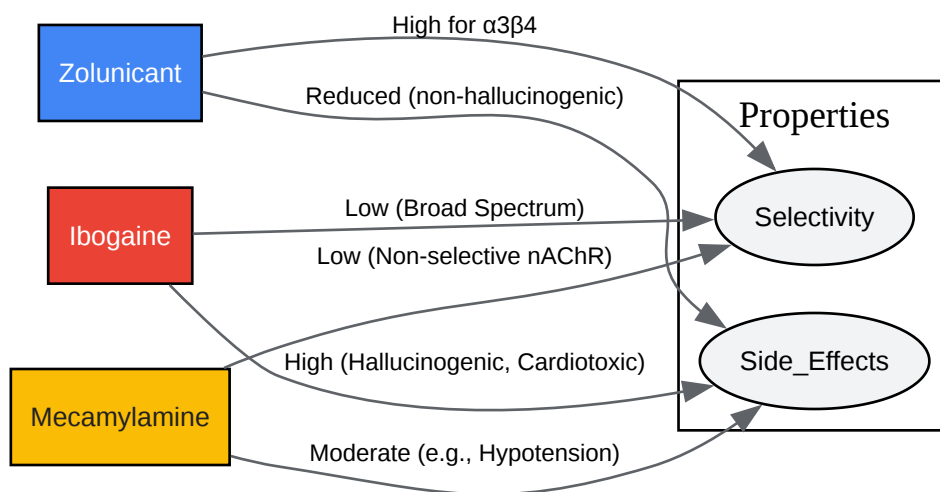 High for α3β4
Zolunicant
Reduced (non-hallucinogenic)
Properties
Ibogaine
Low (Broad Spectrum)
Selectivity
Low (Non-selective nAChR)
High (Hallucinogenic, Cardiotoxic)
Side_Effects
Mecamylamine
Moderate (e.g., Hypotension)